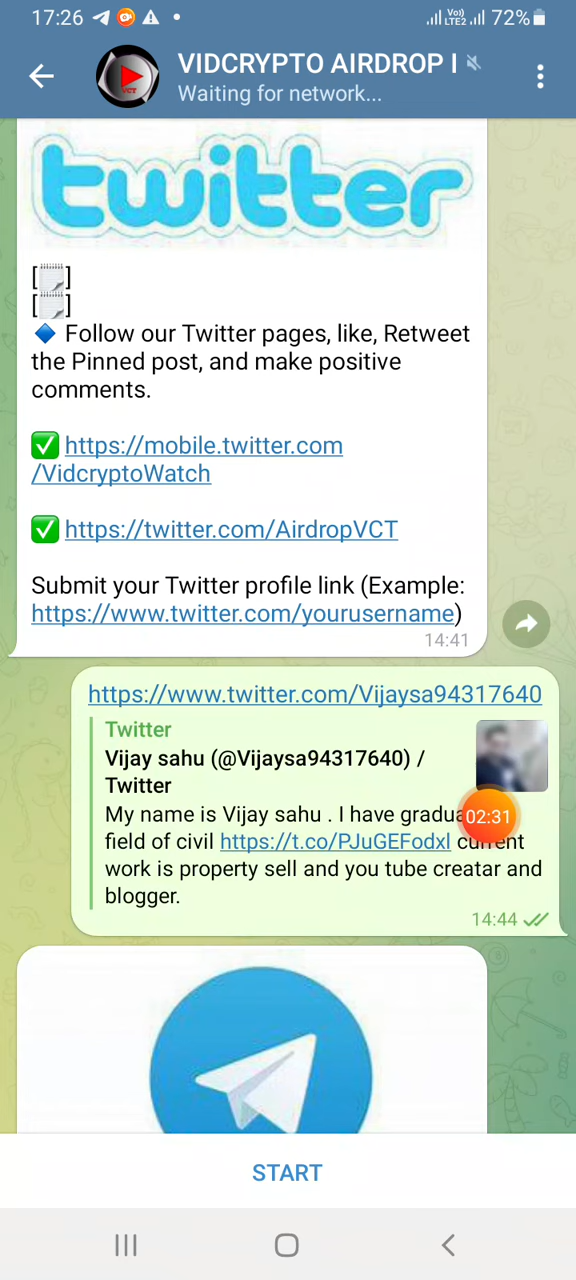 17:26
Vo))
LTE2
72%
VIDCRYPTO AIRDROP
Waiting for network...
VCT
twitter
[🗒]
[🗒]
🔷 Follow our Twitter pages, like, Retweet
the Pinned post, and make positive
comments.
✅ https://mobile.twitter.com
/VidcryptoWatch
✅ https://twitter.com/AirdropVCT
Submit your Twitter profile link (Example:
https://www.twitter.com/yourusername)
14:41
https://www.twitter.com/Vijaysa94317640
Twitter
Vijay sahu (@Vijaysa94317640) /
Twitter
My name is Vijay sahu . I have gradua
02:31
field of civil https://t.co/PJuGEFodxl current
work is property sell and you tube creatar and
blogger.
14:44
START